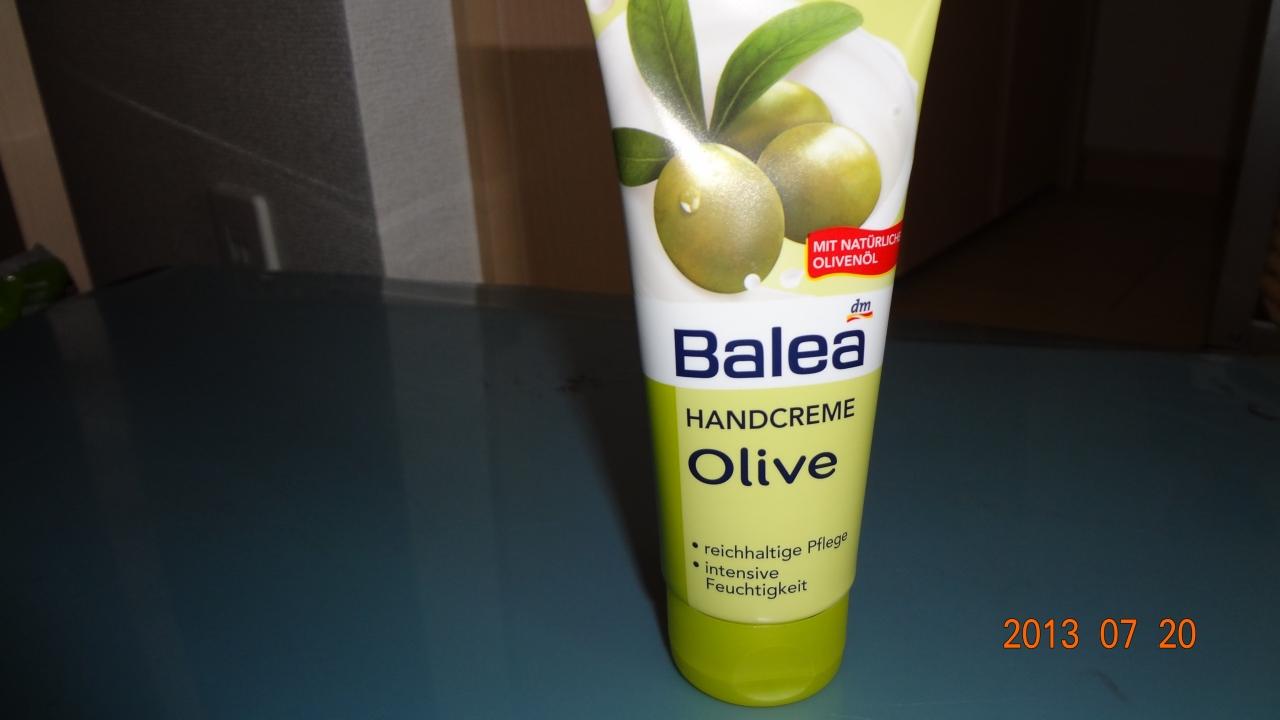 MIT NATÜRLICHE
OLIVENÖL
dm
Balea
HANDCREME
Olive
• reichhaltige Pflege
• intensive
Feuchtigkeit
2013 07 20